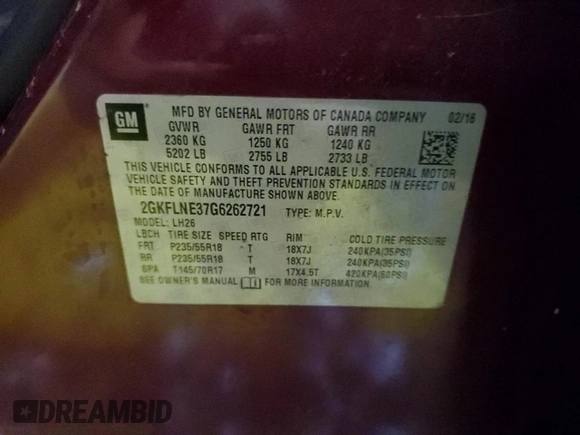 GM
MFD BY GENERAL MOTORS OF CANADA COMPANY 02/16
GVWR GAWR FRT GAWR RR
2360 KG 1250 KG 1240 KG
5202 LB 2755 LB 2733 LB
THIS VEHICLE CONFORMS TO ALL APPLICABLE U.S. FEDERAL MOTOR
VEHICLE SAFETY AND THEFT PREVENTION STANDARDS IN EFFECT ON
THE DATE OF MANUFACTURE SHOWN ABOVE.
2GKFLNE37G6262721 TYPE: M.P.V.
MODEL: LH26
LBCH TIRE SIZE SPEED RTG RIM COLD TIRE PRESSURE
FRT P235/55R18 - T 18X7J 240KPA(35PSI)
RR P235/55R18 - T 18X7J 240KPA(35PSI)
SPA T145/70R17 M 17X4.5T 420KPA(60PSI)
SEE OWNER'S MANUAL FOR MORE INFORMATION.
DREAMBID